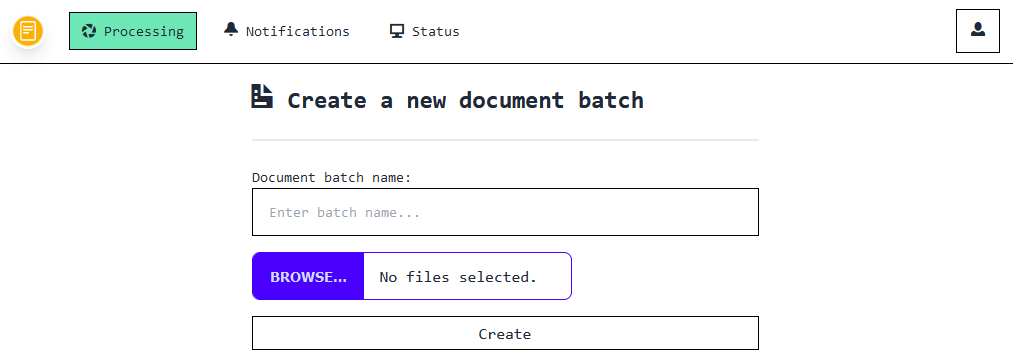 Processing Notifications Status
Create a new document batch
Document batch name:
Enter batch name...
BROWSE... No files selected.
Create